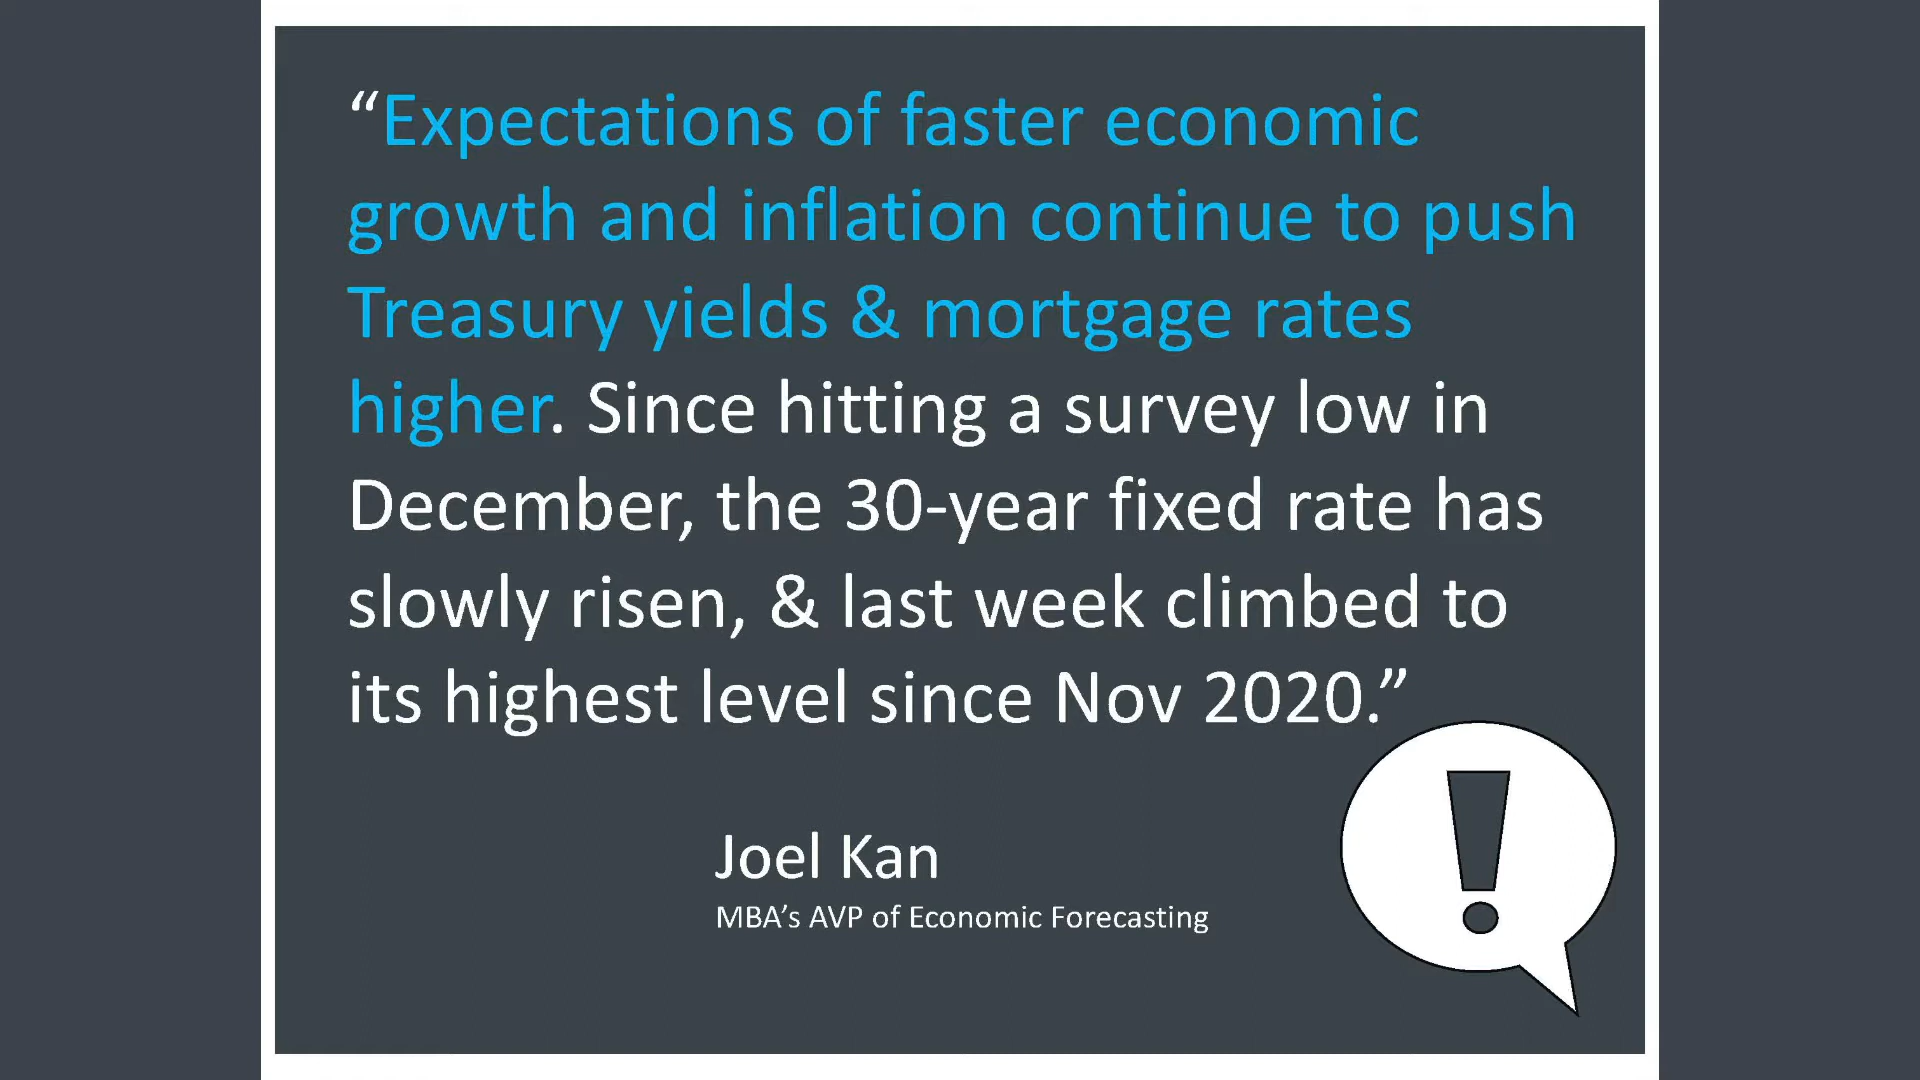 “Expectations of faster economic
growth and inflation continue to push
Treasury yields & mortgage rates
higher. Since hitting a survey low in
December, the 30-year fixed rate has
slowly risen, & last week climbed to
its highest level since Nov 2020.”
Joel Kan
MBA’s AVP of Economic Forecasting
!